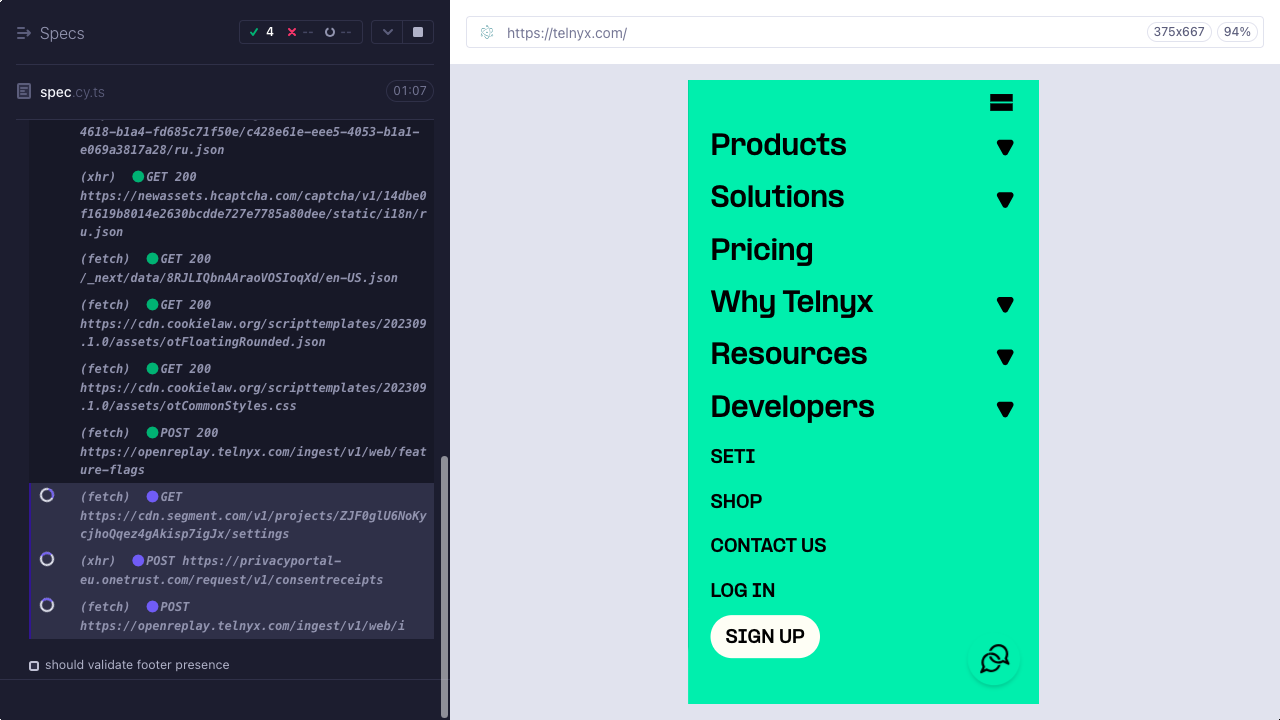 Specs
4
--
--
spec.cy.ts
01:07
4618-b1a4-fd685c71f50e/c428e61e-eee5-4053-b1a1-
e069a3817a28/ru.json
(xhr) GET 200
https://newassets.hcaptcha.com/captcha/v1/14dbe0
f1619b8014e2630bcdde727e7785a80dee/static/i18n/r
u.json
(fetch) GET 200
/_next/data/8RJLIQbnAAraoVOSIoqXd/en-US.json
(fetch) GET 200
https://cdn.cookielaw.org/scripttemplates/202309
.1.0/assets/otFloatingRounded.json
(fetch) GET 200
https://cdn.cookielaw.org/scripttemplates/202309
.1.0/assets/otCommonStyles.css
(fetch) POST 200
https://openreplay.telnyx.com/ingest/v1/web/feat
ure-flags
(fetch) GET
https://cdn.segment.com/v1/projects/ZJF0glU6NoKy
cjhoQqez4gAkisp7igJx/settings
(xhr) POST https://privacyportal-
eu.onetrust.com/request/v1/consentreceipts
(fetch) POST
https://openreplay.telnyx.com/ingest/v1/web/i
should validate footer presence
https://telnyx.com/
375x667
94%
Products
Solutions
Pricing
Why Telnyx
Resources
Developers
SETI
SHOP
CONTACT US
LOG IN
SIGN UP